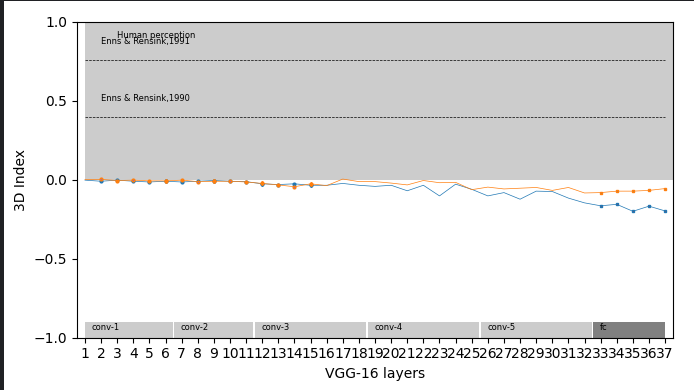 1.0
Human perception
Enns & Rensink,1991
0.5
Enns & Rensink,1990
0.0
3D Index
−0.5
conv-1 conv-2 conv-3 conv-4 conv-5 fc
−1.0
1 2 3 4 5 6 7 8 9 10 11 12 13 14 15 16 17 18 19 20 21 22 23 24 25 26 27 28 29 30 31 32 33 34 35 36 37
VGG-16 layers